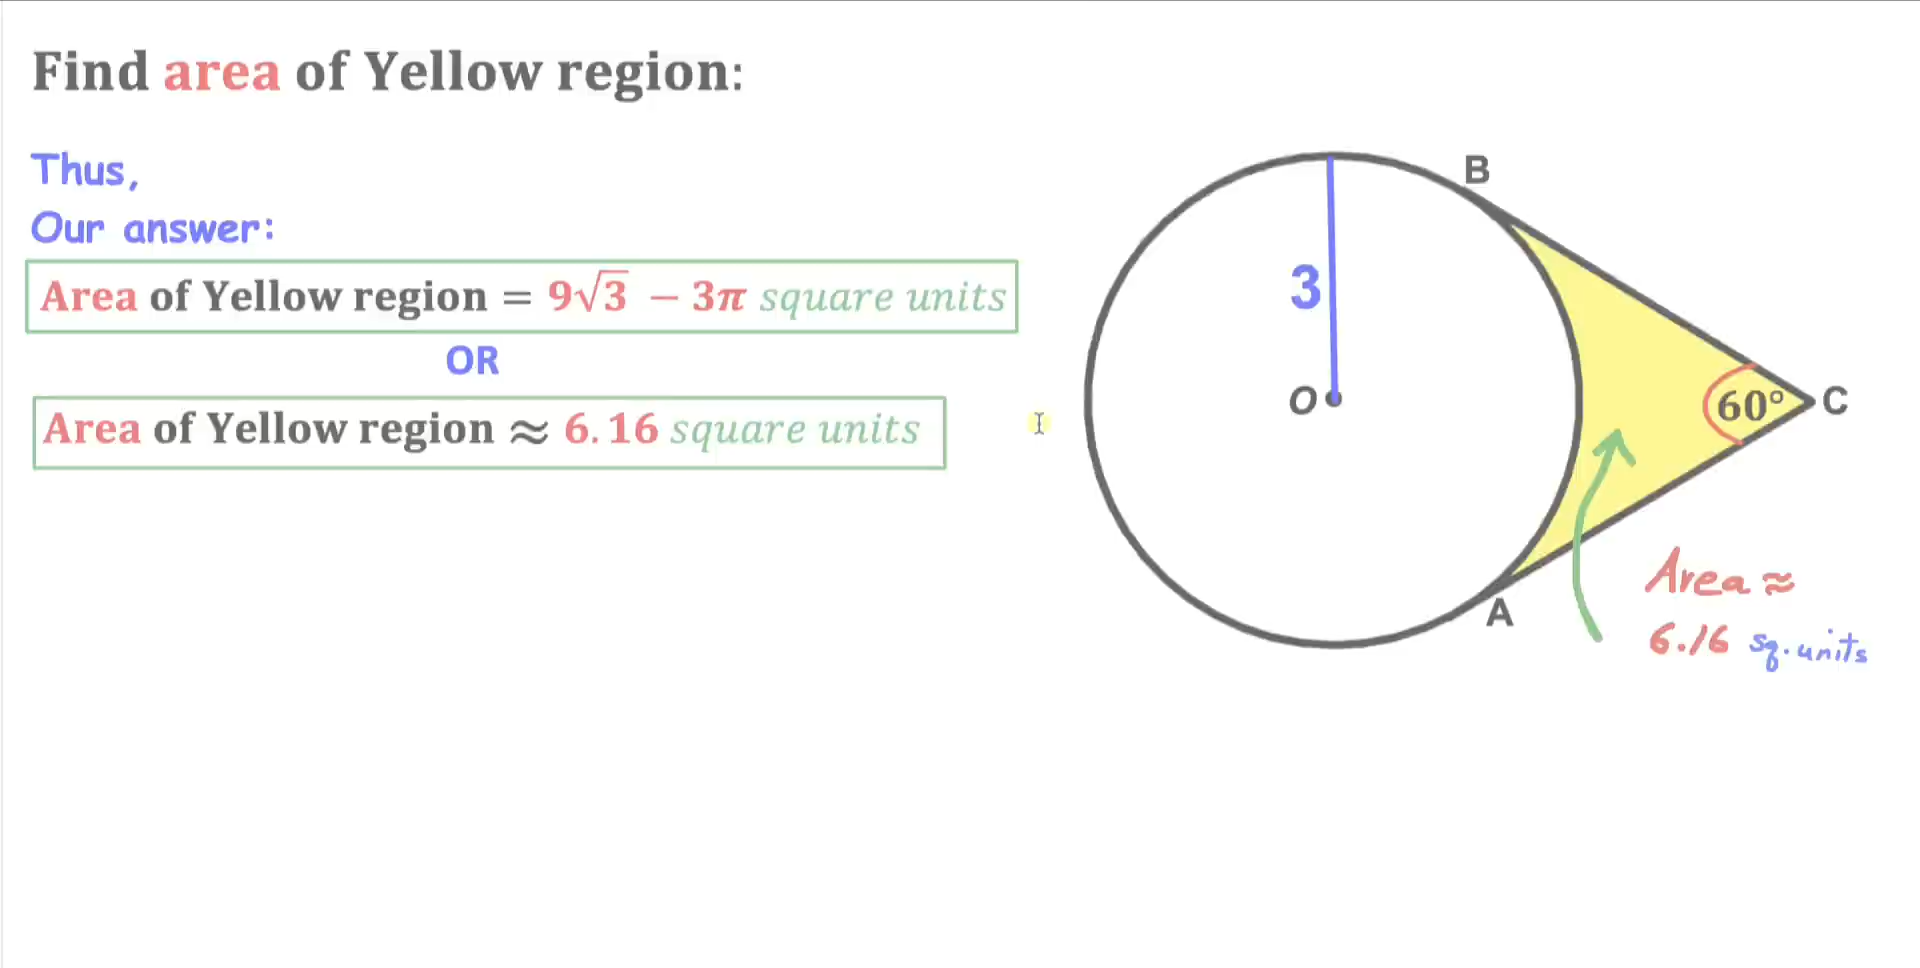 Find area of Yellow region:
Thus,
Our answer:
Area of Yellow region = 9√3 − 3π square units
OR
Area of Yellow region ≈ 6.16 square units
B
3
O
60° C
A
Area ≈
6.16 sq. units